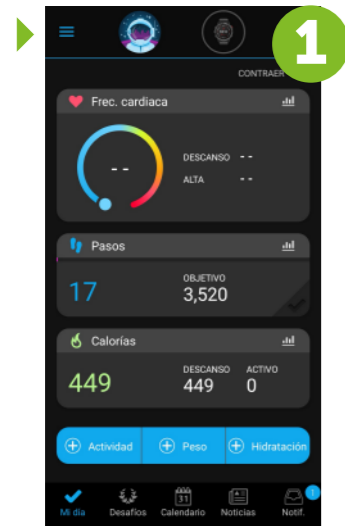 1
CONTRAER
Frec. cardiaca
DESCANSO - -
- -
ALTA - -
Pasos
OBJETIVO
17 3,520
Calorías
DESCANSO ACTIVO
449 449 0
Actividad Peso Hidratación
31 1
Mi día Desafíos Calendario Noticias Notif.